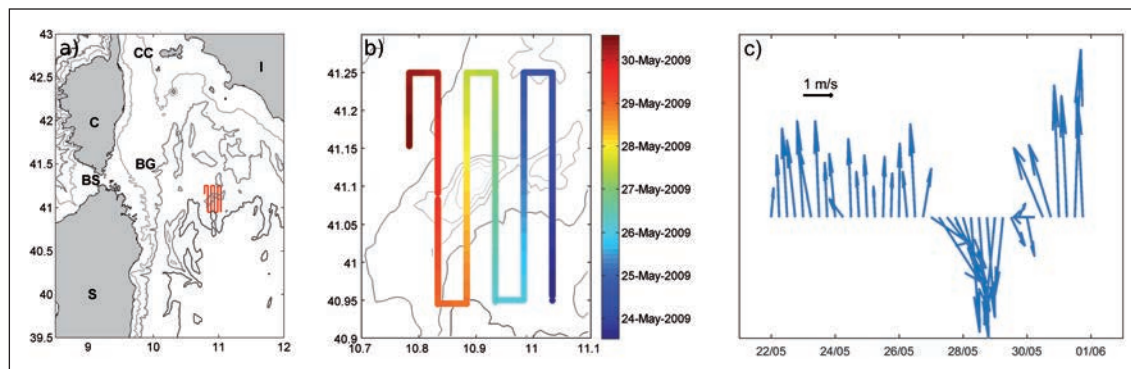 a)
43
42.5
42
41.5
41
40.5
40
39.5
9
10
11
12
CC
I
C
BG
BS
S
b)
41.25
41.2
41.15
41.1
41.05
41
40.95
40.9
10.7
10.8
10.9
11
11.1
30-May-2009
29-May-2009
28-May-2009
27-May-2009
26-May-2009
25-May-2009
24-May-2009
c)
1 m/s
22/05
24/05
26/05
28/05
30/05
01/06